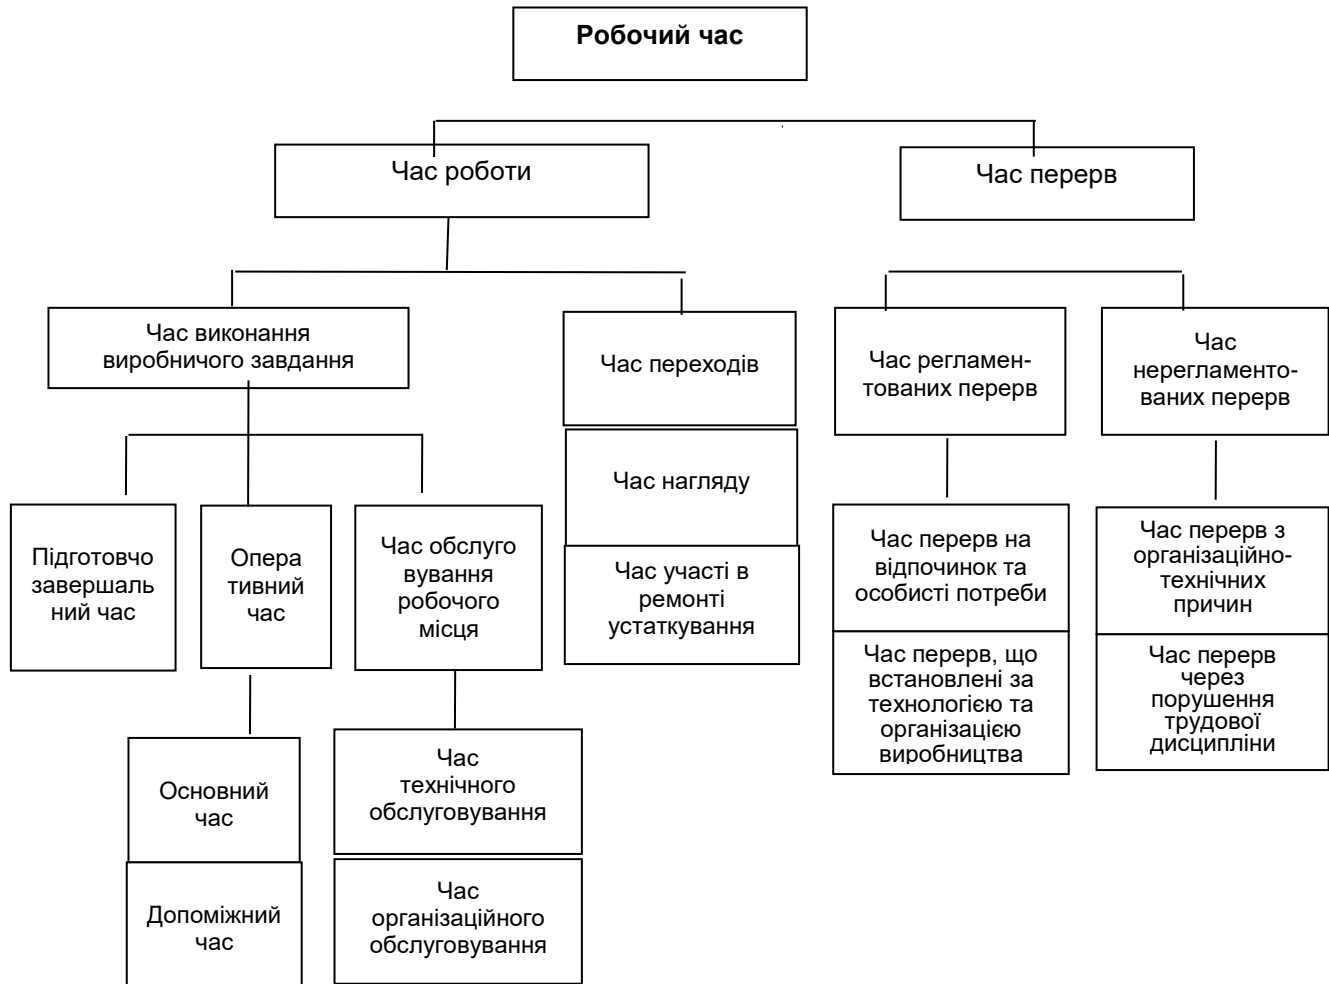 Робочий час
Час роботи
Час перерв
Час виконання
виробничого завдання
Час переходів
Час регламен-
тованих перерв
Час
нерегламенто-
ваних перерв
Час нагляду
Підготовчо
завершаль
ний час
Опера
тивний
час
Час обслуго
вування
робочого
місця
Час участі в
ремонті
устаткування
Час перерв на
відпочинок та
особисті потреби
Час перерв з
організаційно-
технічних
причин
Час перерв, що
встановлені за
технологією та
організацією
виробництва
Час перерв
через
порушення
трудової
дисципліни
Основний
час
Час
технічного
обслуговування
Допоміжний
час
Час
організаційного
обслуговування